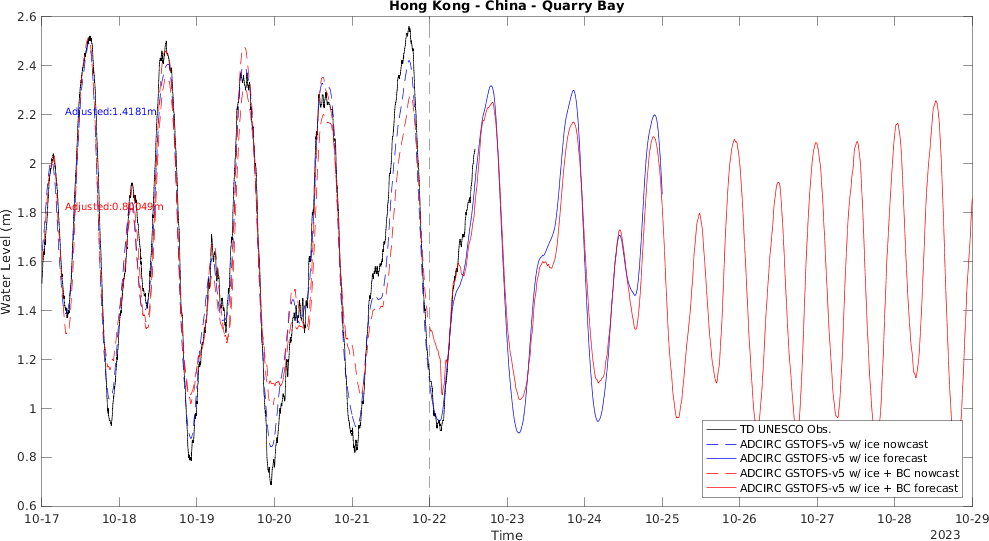 Hong Kong - China - Quarry Bay
2.6
2.4
2.2
2
1.8
1.6
1.4
1.2
1
0.8
0.6
Water Level (m)
Adjusted:1.4181m
Adjusted:0.80049m
TD UNESCO Obs.
ADCIRC GSTOFS-v5 w/ ice nowcast
ADCIRC GSTOFS-v5 w/ ice forecast
ADCIRC GSTOFS-v5 w/ ice + BC nowcast
ADCIRC GSTOFS-v5 w/ ice + BC forecast
10-17 10-18 10-19 10-20 10-21 10-22 10-23 10-24 10-25 10-26 10-27 10-28 10-29
Time
2023